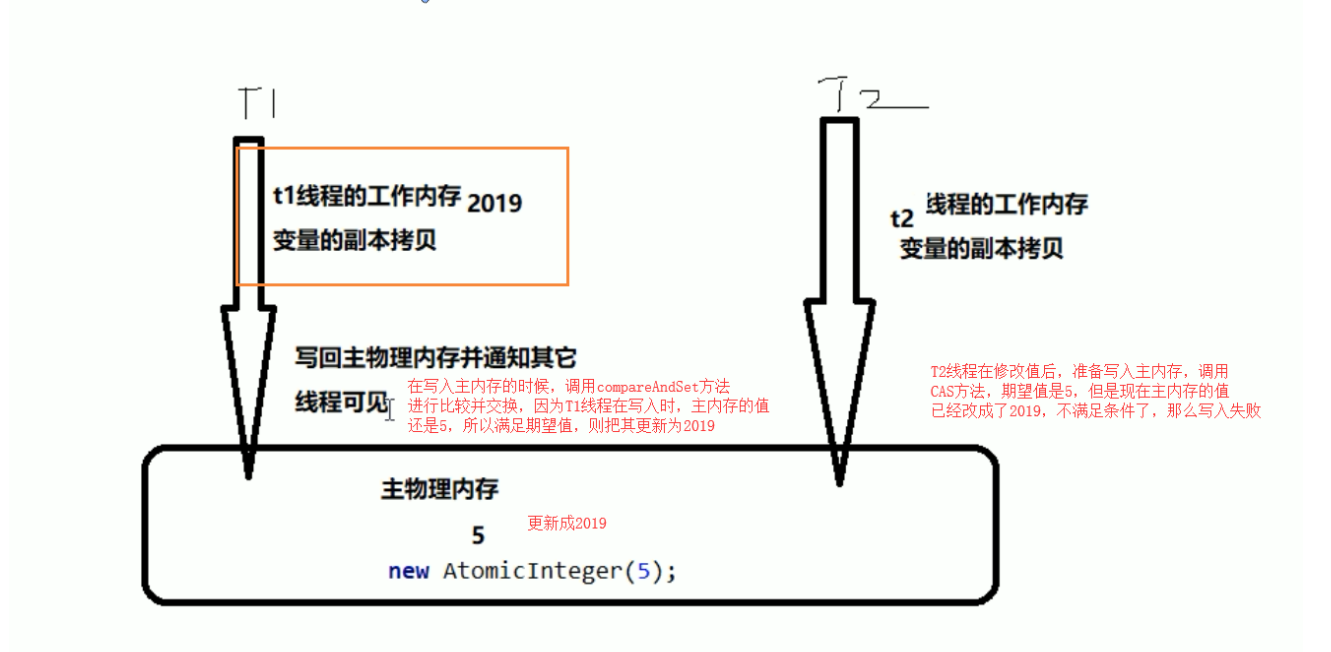 T1
T2
t1线程的工作内存 2019
变量的副本拷贝
t2 线程的工作内存
变量的副本拷贝
写回主物理内存并通知其它
线程可见
在写入主内存的时候，调用compareAndSet方法
进行比较并交换，因为T1线程在写入时，主内存的值
还是5，所以满足期望值，则把其更新为2019
T2线程在修改值后，准备写入主内存，调用
CAS方法，期望值是5，但是现在主内存的值
已经改成了2019，不满足条件了，那么写入失败
主物理内存
5 更新成2019
new AtomicInteger(5);